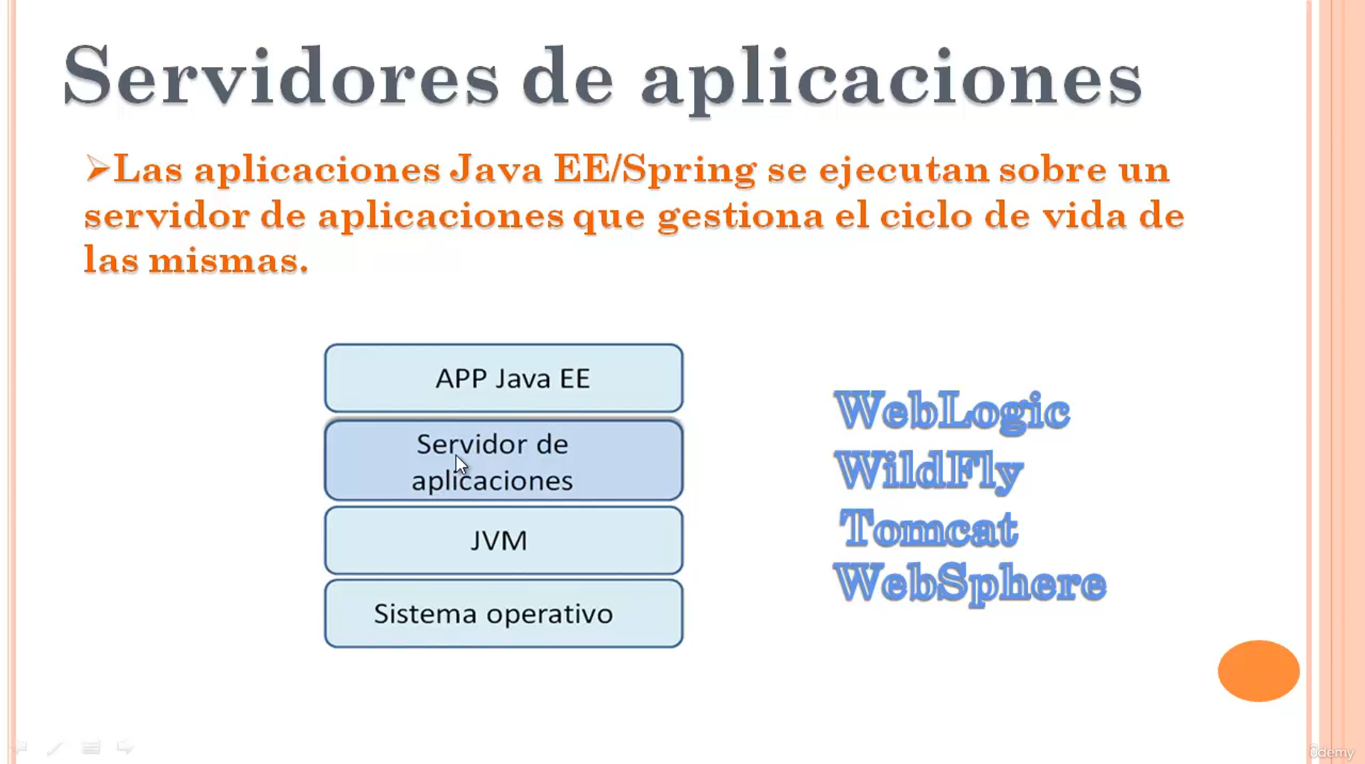 Servidores de aplicaciones
➢Las aplicaciones Java EE/Spring se ejecutan sobre un
servidor de aplicaciones que gestiona el ciclo de vida de
las mismas.
APP Java EE
Servidor de
aplicaciones
JVM
Sistema operativo
WebLogic
WildFly
Tomcat
WebSphere
ûdemy